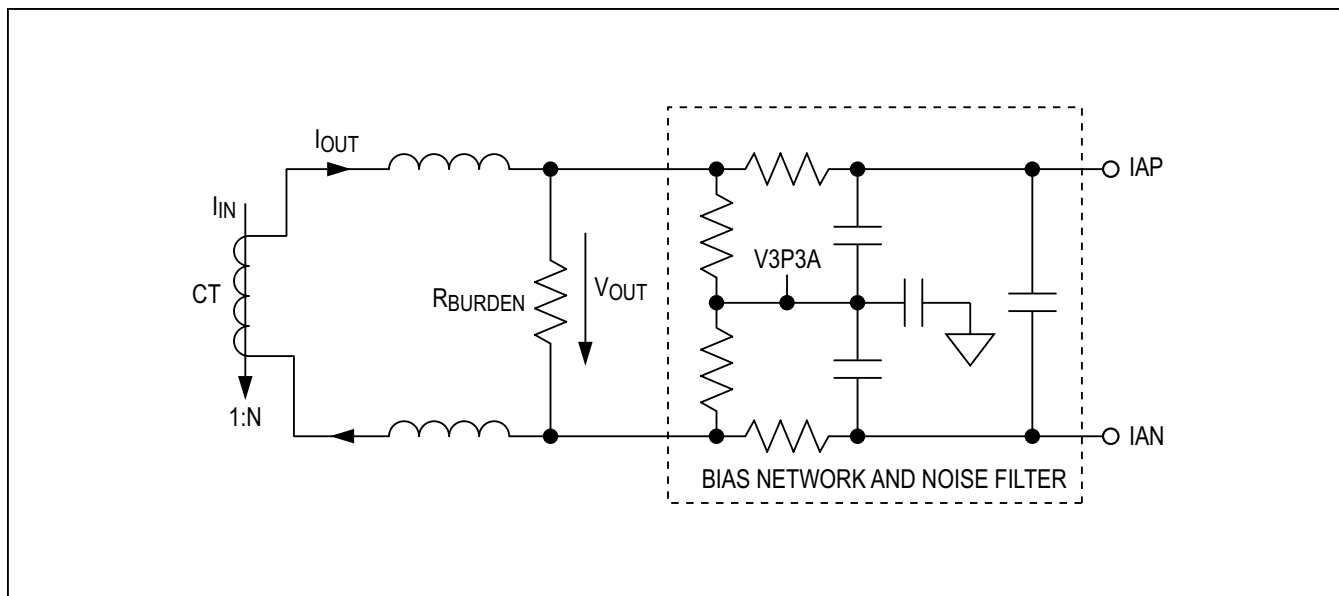 IOUT
IAP
IIN
V3P3A
CT
RBURDEN
VOUT
1:N
IAN
BIAS NETWORK AND NOISE FILTER